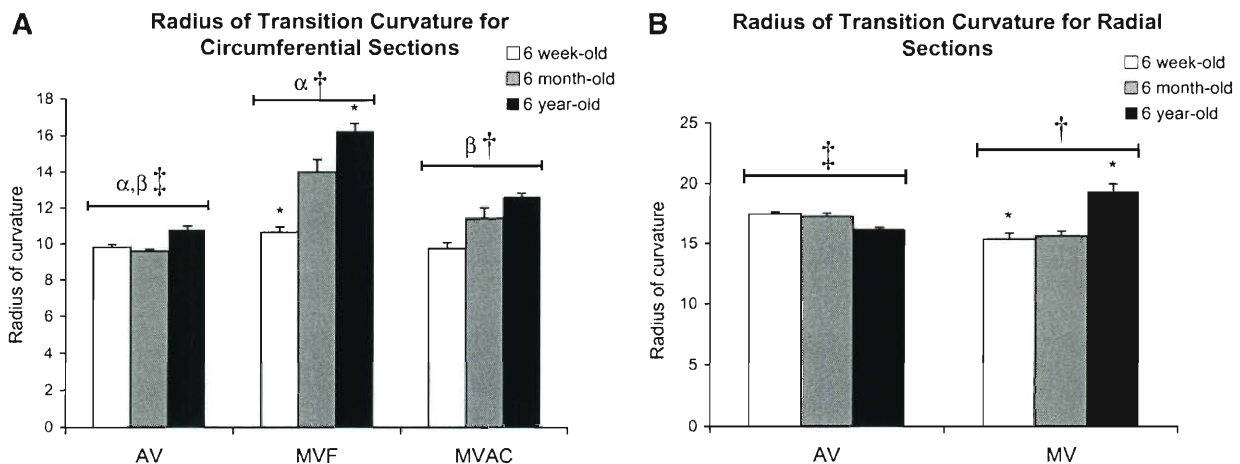 A
Radius of Transition Curvature for
Circumferential Sections
6 week-old
6 month-old
6 year-old
Radius of curvature
18
16
14
12
10
8
6
4
2
0
α,β ‡
α †
β †
*
*
AV
MVF
MVAC
B
Radius of Transition Curvature for Radial
Sections
6 week-old
6 month-old
6 year-old
Radius of curvature
25
20
15
10
5
0
‡
†
*
*
AV
MV